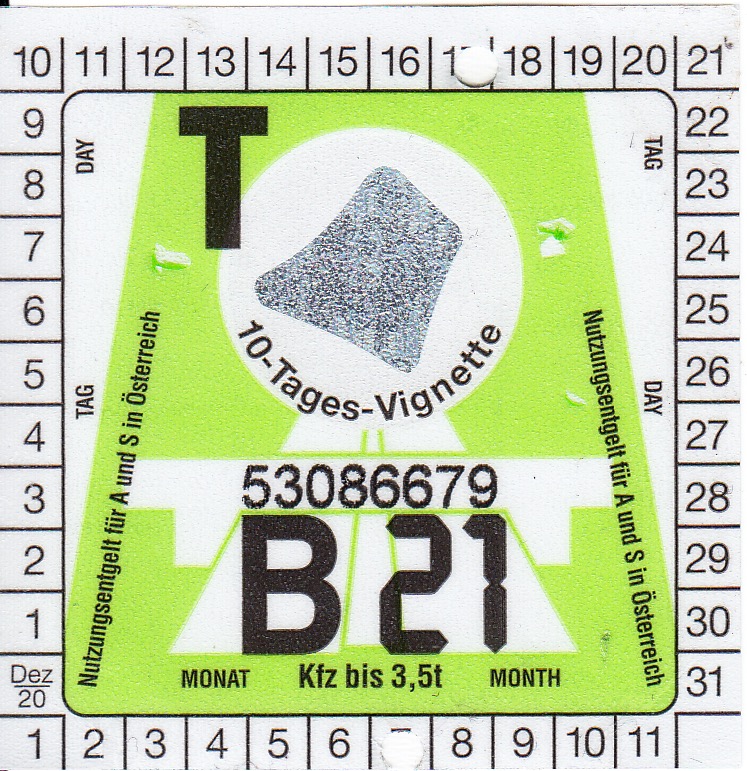 10 11 12 13 14 15 16 17 18 19 20 21
9 22
8 23
7 24
6 25
5 26
4 27
3 28
2 29
1 30
Dez
20
31
1 2 3 4 5 6 7 8 9 10 11
DAY
TAG
T
10-Tages-Vignette
TAG
DAY
Nutzungsentgelt für A und S in Österreich
Nutzungsentgelt für A und S in Österreich
53086679
B 21
MONAT Kfz bis 3,5t MONTH